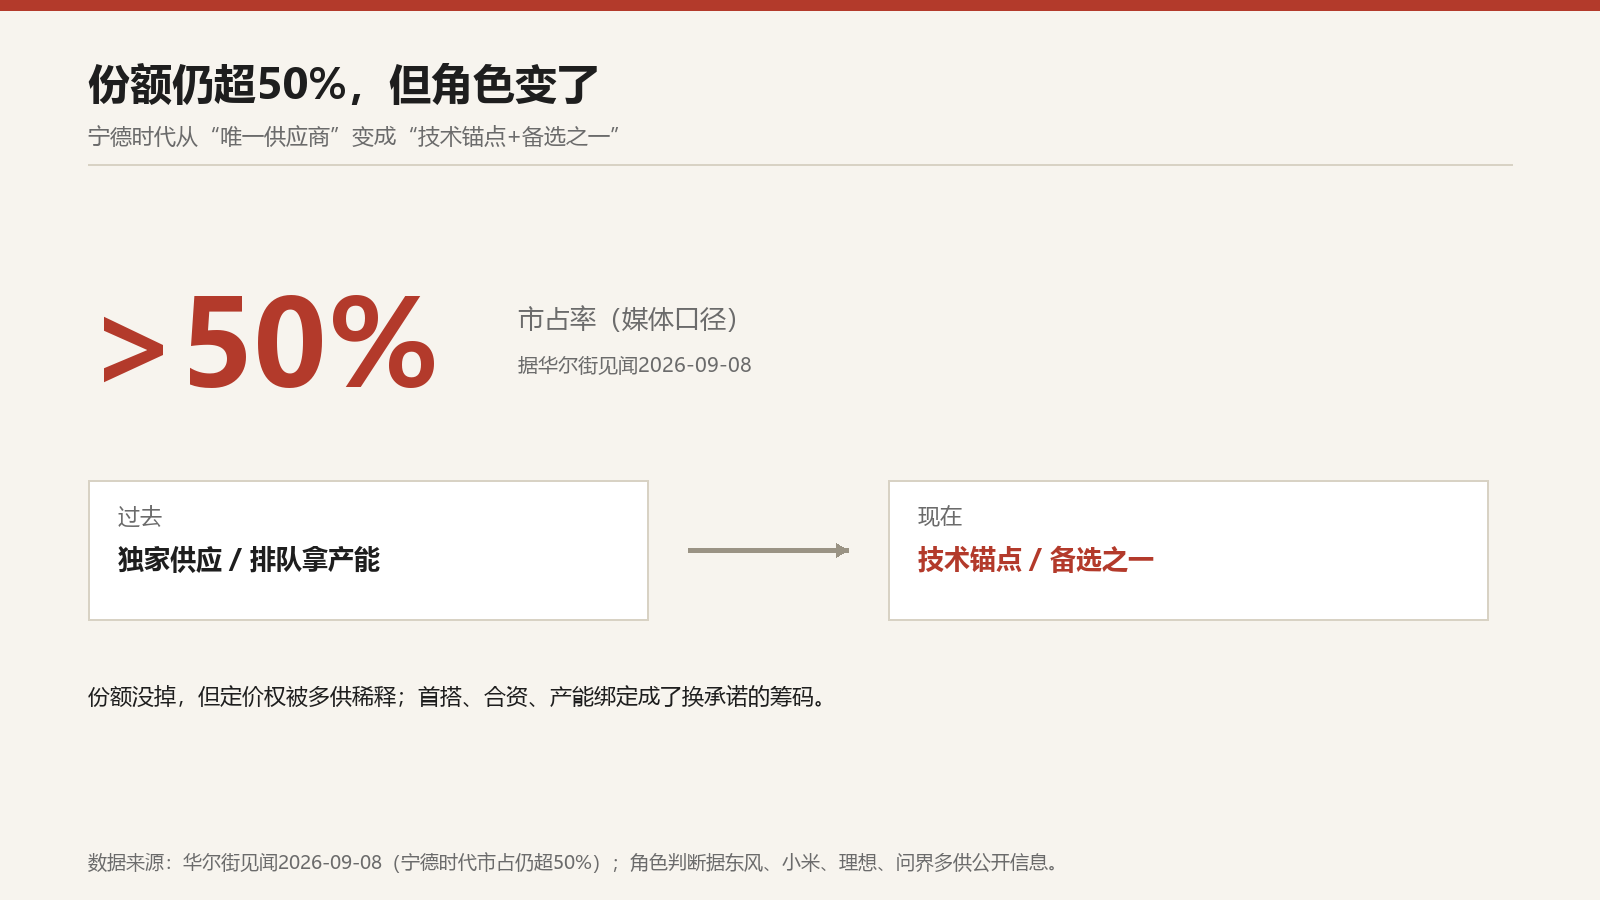 份额仍超50%，但角色变了
宁德时代从“唯一供应商”变成“技术锚点+备选之一”
>50%
市占率（媒体口径）
据华尔街见闻2026-09-08
过去
独家供应 / 排队拿产能
现在
技术锚点 / 备选之一
份额没掉，但定价权被多供稀释；首搭、合资、产能绑定成了换承诺的筹码。
数据来源：华尔街见闻2026-09-08（宁德时代市占仍超50%）；角色判断据东风、小米、理想、问界多供公开信息。